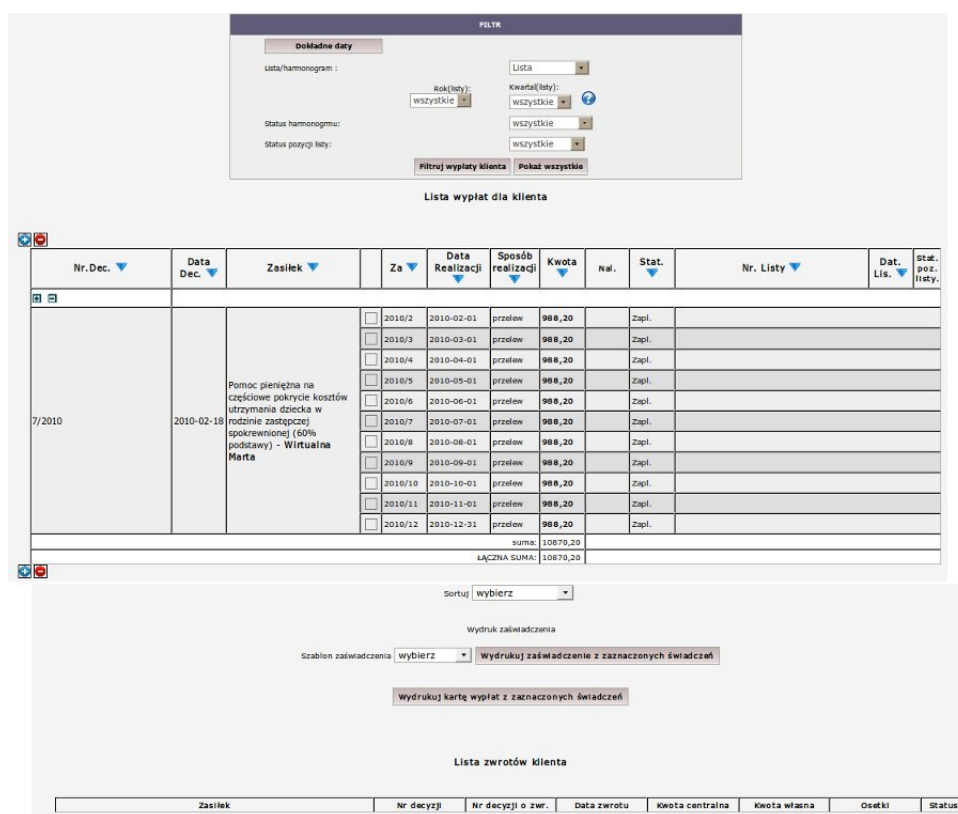 FILTR
Dokładne daty
Lista/harmonogram : Lista
Rok(listy): Kwartał(listy):
wszystkie wszystkie
Status harmonogrmu: wszystkie
Status pozycji listy: wszystkie
Filtruj wypłaty klienta Pokaż wszystkie
Lista wypłat dla klienta
Nr.Dec. Data Dec. Zasiłek Za Data Realizacji Sposób realizacji Kwota Nal. Stat. Nr. Listy Dat. Lis. Stat. poz. listy.
2010/2 2010-02-01 przelew 988,20 Zapl.
2010/3 2010-03-01 przelew 988,20 Zapl.
2010/4 2010-04-01 przelew 988,20 Zapl.
2010/5 2010-05-01 przelew 988,20 Zapl.
2010/6 2010-06-01 przelew 988,20 Zapl.
7/2010 2010-02-18 Pomoc pieniężna na
częściowe pokrycie kosztów
utrzymania dziecka w
rodzinie zastępczej
spokrewnionej (60%
podstawy) - Wirtualna
Marta
2010/7 2010-07-01 przelew 988,20 Zapl.
2010/8 2010-08-01 przelew 988,20 Zapl.
2010/9 2010-09-01 przelew 988,20 Zapl.
2010/10 2010-10-01 przelew 988,20 Zapl.
2010/11 2010-11-01 przelew 988,20 Zapl.
2010/12 2010-12-31 przelew 988,20 Zapl.
suma: 10870,20
ŁĄCZNA SUMA: 10870,20
Sortuj wybierz
Wydruk zaświadczenia
Szablon zaświadczenia wybierz Wydrukuj zaświadczenie z zaznaczonych świadczeń
Wydrukuj kartę wypłat z zaznaczonych świadczeń
Lista zwrotów klienta
Zasiłek Nr decyzji Nr decyzji o zwr. Data zwrotu Kwota centralna Kwota własna Osetki Status